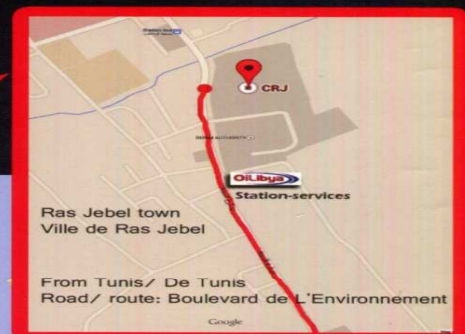 CRJ
OiLibya
Station-services
Ras Jebel town
Ville de Ras Jebel
From Tunis/ De Tunis
Road/ route: Boulevard de L'Environnement
Google